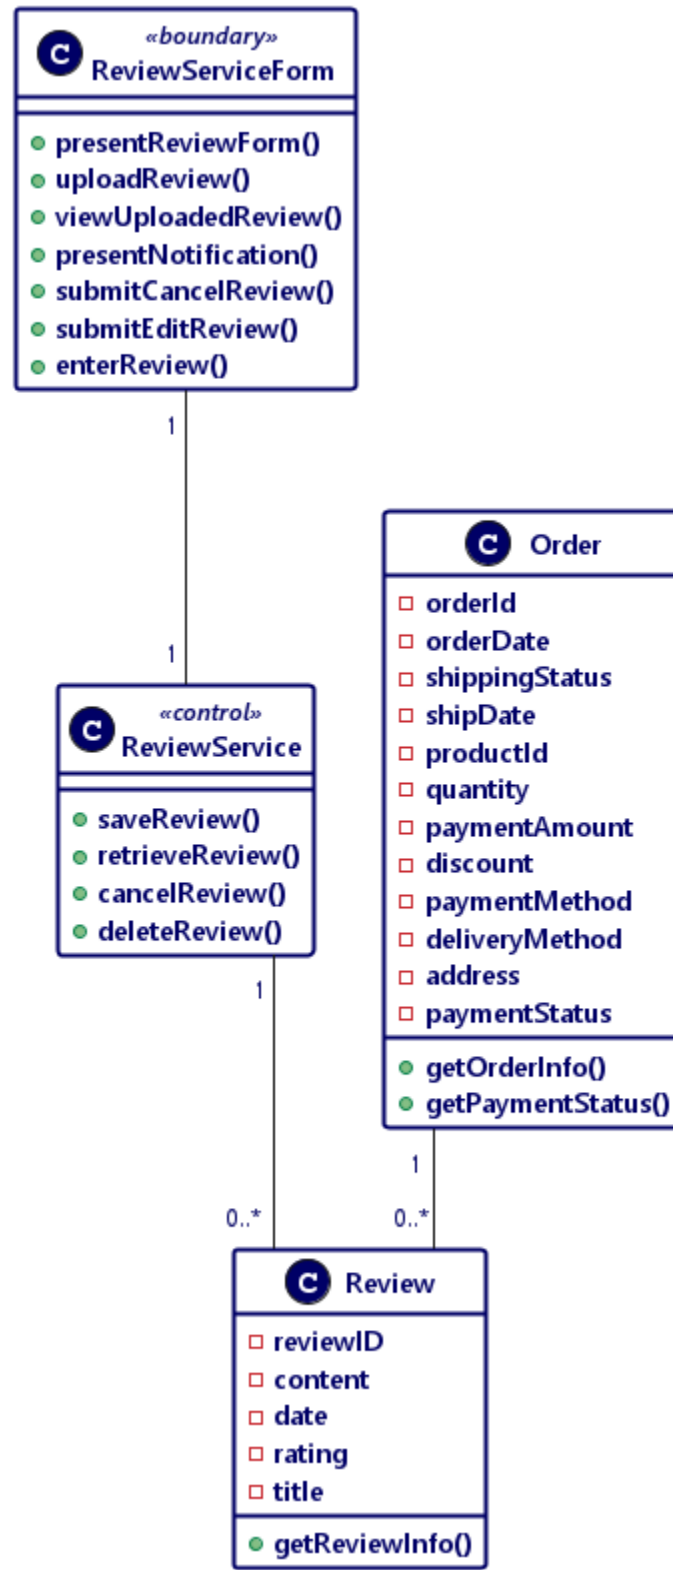 C
«boundary»
ReviewServiceForm
presentReviewForm()
uploadReview()
viewUploadedReview()
presentNotification()
submitCancelReview()
submitEditReview()
enterReview()
1
1
C
«control»
ReviewService
saveReview()
retrieveReview()
cancelReview()
deleteReview()
1
0..*
C Order
orderId
orderDate
shippingStatus
shipDate
productId
quantity
paymentAmount
discount
paymentMethod
deliveryMethod
address
paymentStatus
getOrderInfo()
getPaymentStatus()
1
0..*
C Review
reviewID
content
date
rating
title
getReviewInfo()